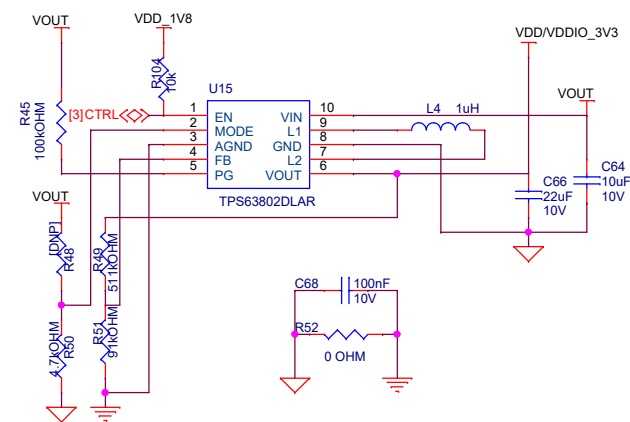 VOUT
VDD_1V8
VDD/VDDIO_3V3
R104
10k
U15
VOUT
R45
100kOHM
[3]CTRL
1
2
3
4
5
EN
MODE
AGND
FB
PG
VIN
L1
GND
L2
VOUT
10
9
8
7
6
L4 1uH
TPS63802DLAR
C66
22uF
10V
C64
10uF
10V
VOUT
[DNP]
R48
R49
511kOHM
4.7kOHM
R50
R51
91kOHM
C68 100nF
10V
R52
0 OHM